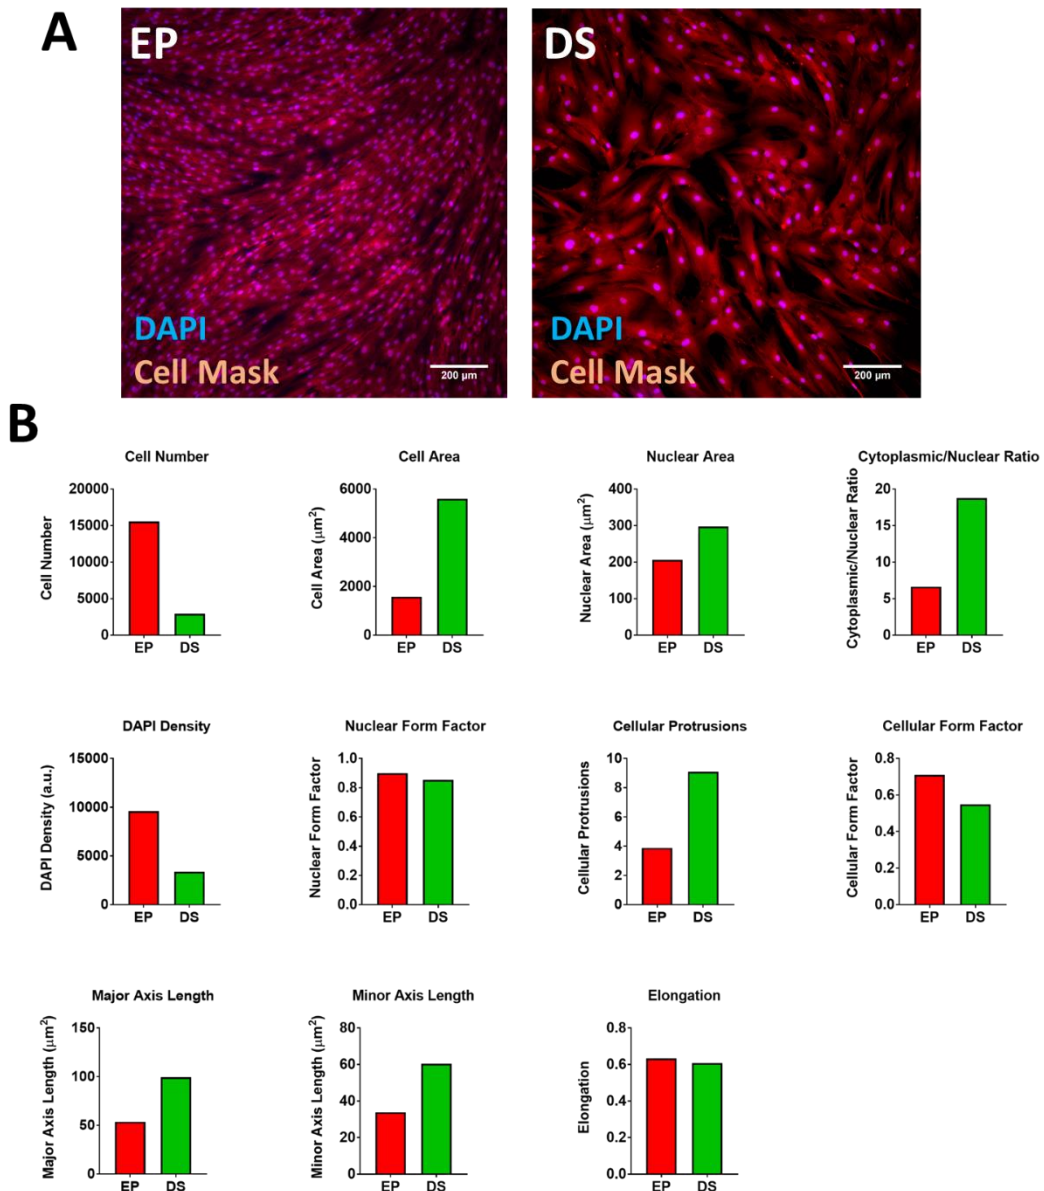 A
EP
DS
DAPI
Cell Mask
200 µm
DAPI
Cell Mask
200 µm
B
Cell Number
Cell Number
20000
15000
10000
5000
0
EP DS
Cell Area
Cell Area (µm²)
6000
4000
2000
0
EP DS
Nuclear Area
Nuclear Area (µm²)
400
300
200
100
0
EP DS
Cytoplasmic/Nuclear Ratio
Cytoplasmic/Nuclear Ratio
20
15
10
5
0
EP DS
DAPI Density
DAPI Density (a.u.)
15000
10000
5000
0
EP DS
Nuclear Form Factor
Nuclear Form Factor
1.0
0.8
0.6
0.4
0.2
0.0
EP DS
Cellular Protrusions
Cellular Protrusions
10
8
6
4
2
0
EP DS
Cellular Form Factor
Cellular Form Factor
0.8
0.6
0.4
0.2
0.0
EP DS
Major Axis Length
Major Axis Length (µm²)
150
100
50
0
EP DS
Minor Axis Length
Minor Axis Length (µm²)
80
60
40
20
0
EP DS
Elongation
Elongation
0.8
0.6
0.4
0.2
0.0
EP DS